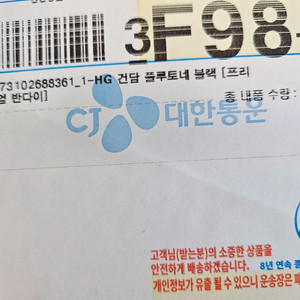 3F98
73102688361_1-HG 건담 플루토네 블랙 [프리
반다이]
총 내품 수량 :
CJ 대한통운
고객님(받는분)의 소중한 상품을
안전하게 배송하겠습니다.
8년 연속 종
개인정보가 유출 될 수 있으니 운송장은 파